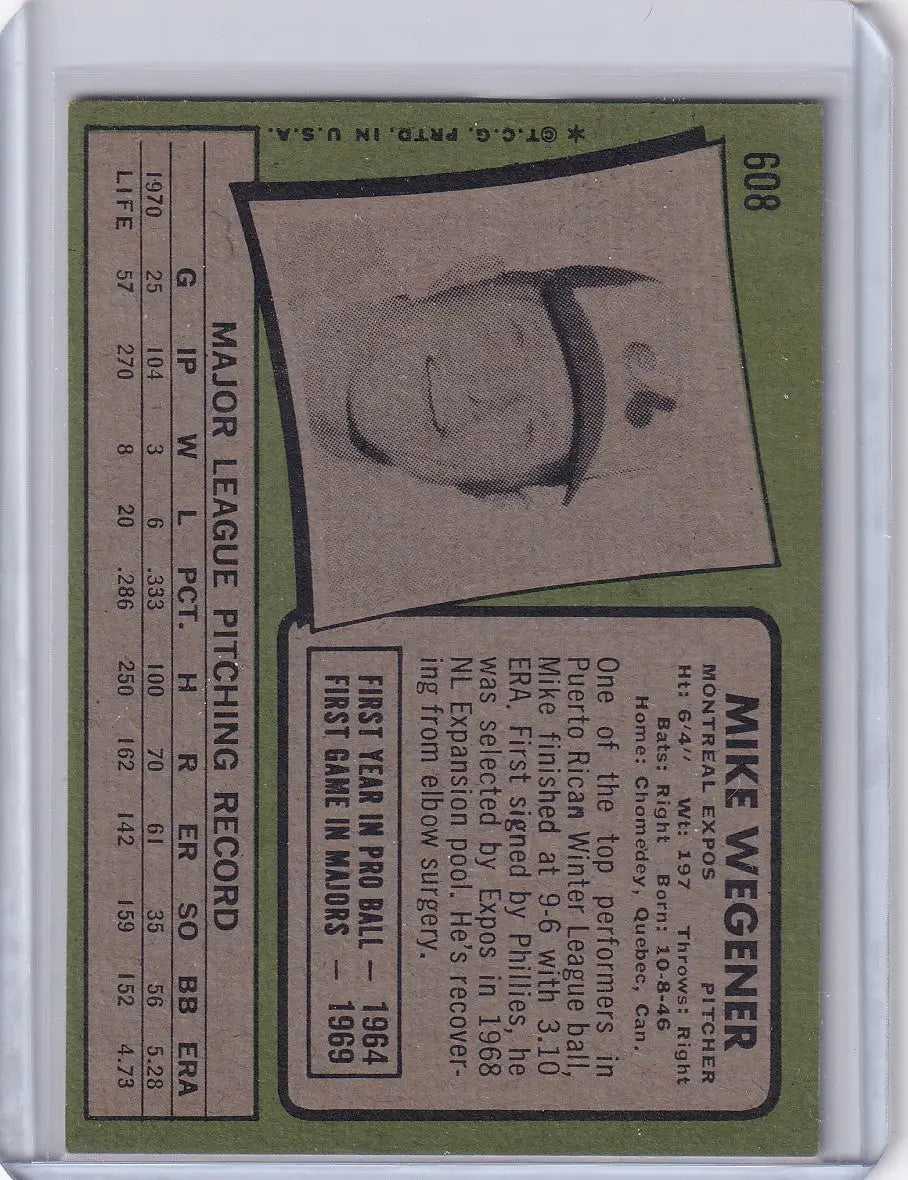 608
MIKE WEGENER
MONTREAL EXPOS PITCHER
Ht: 6'4" Wt: 197 Throws: Right
Bats: Right Born: 10-8-46
Home: Chomedey, Quebec, Can.
One of the top performers in
Puerto Rican Winter League ball,
Mike finished at 9-6 with 3.10
ERA. First signed by Phillies, he
was selected by Expos in 1968
NL Expansion pool. He's recover-
ing from elbow surgery.
FIRST YEAR IN PRO BALL — 1964
FIRST GAME IN MAJORS — 1969
*©T.C.G. PRTD. IN U.S.A.
MAJOR LEAGUE PITCHING RECORD
G IP W L PCT. H R ER SO BB ERA
1970 25 104 3 6 .333 100 70 61 35 56 5.28
LIFE 57 270 8 20 .286 250 162 142 159 152 4.73